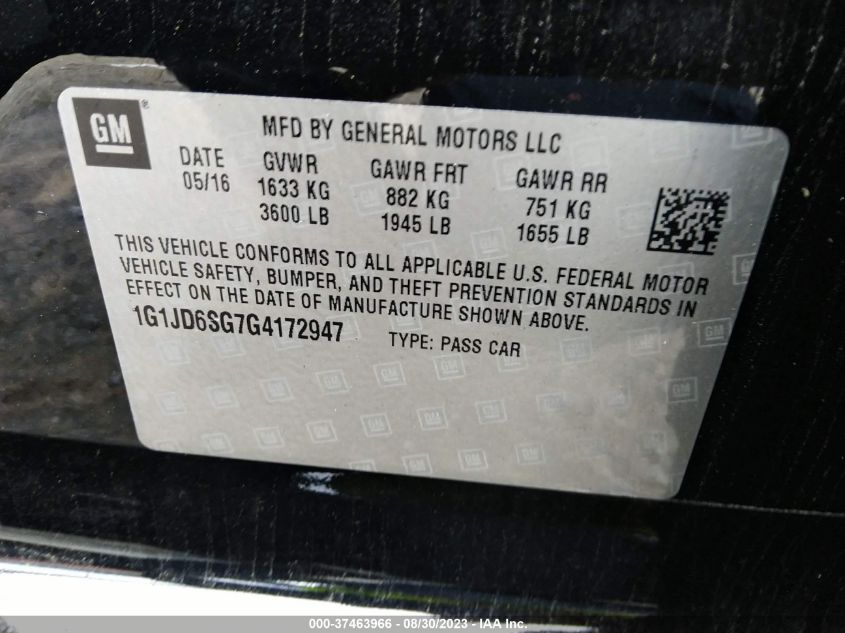 GM®
MFD BY GENERAL MOTORS LLC
DATE GVWR GAWR FRT GAWR RR
05/16 1633 KG 882 KG 751 KG
3600 LB 1945 LB 1655 LB
THIS VEHICLE CONFORMS TO ALL APPLICABLE U.S. FEDERAL MOTOR
VEHICLE SAFETY, BUMPER, AND THEFT PREVENTION STANDARDS IN
EFFECT ON THE DATE OF MANUFACTURE SHOWN ABOVE.
1G1JD6SG7G4172947 TYPE: PASS CAR
000-37463966 - 08/30/2023 - IAA Inc.